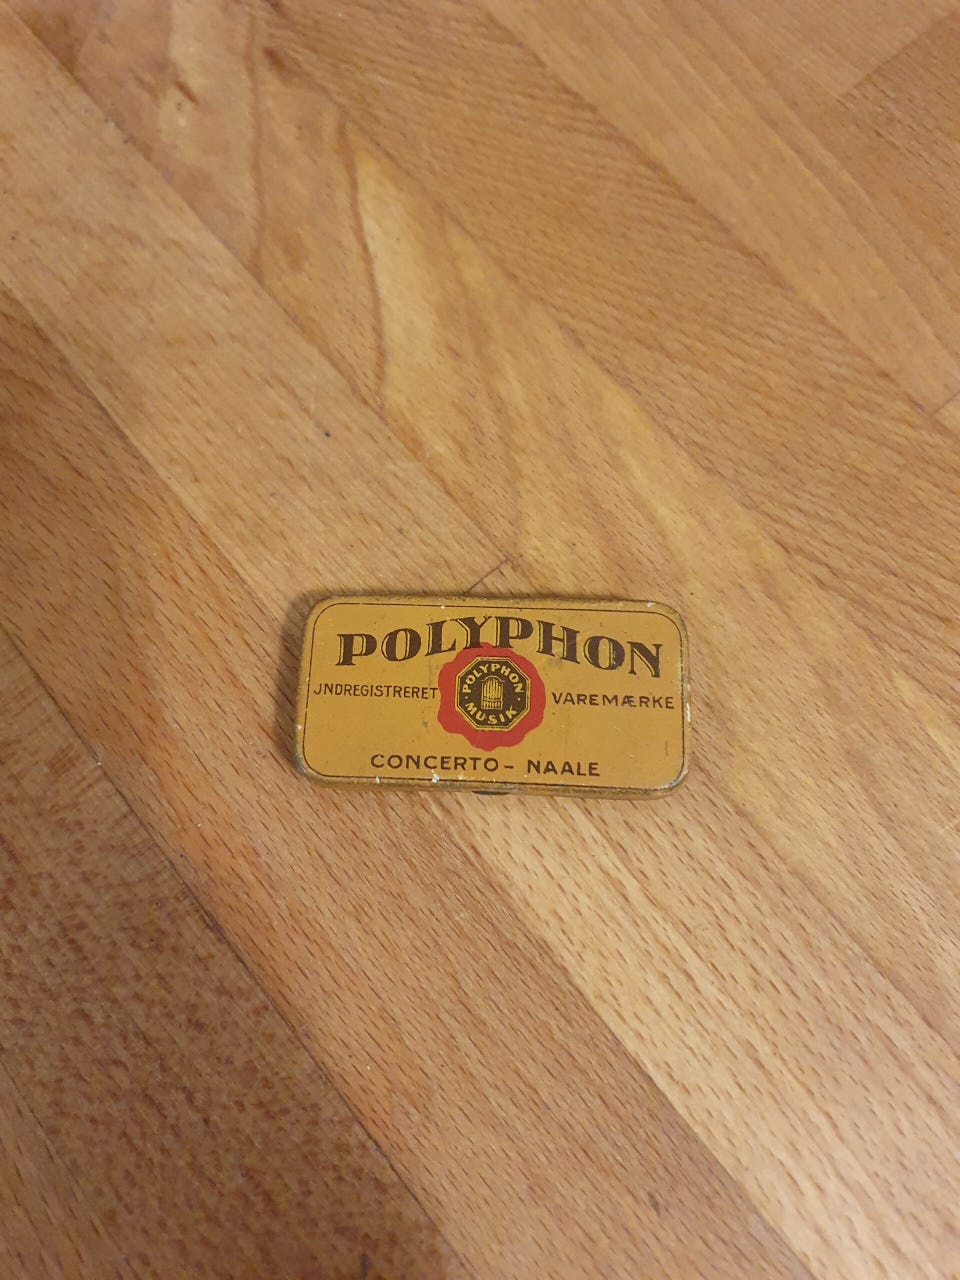 POLYPHON
JNDREGISTRERET
POLYPHON
MUSIK
VAREMÆRKE
CONCERTO- NAALE